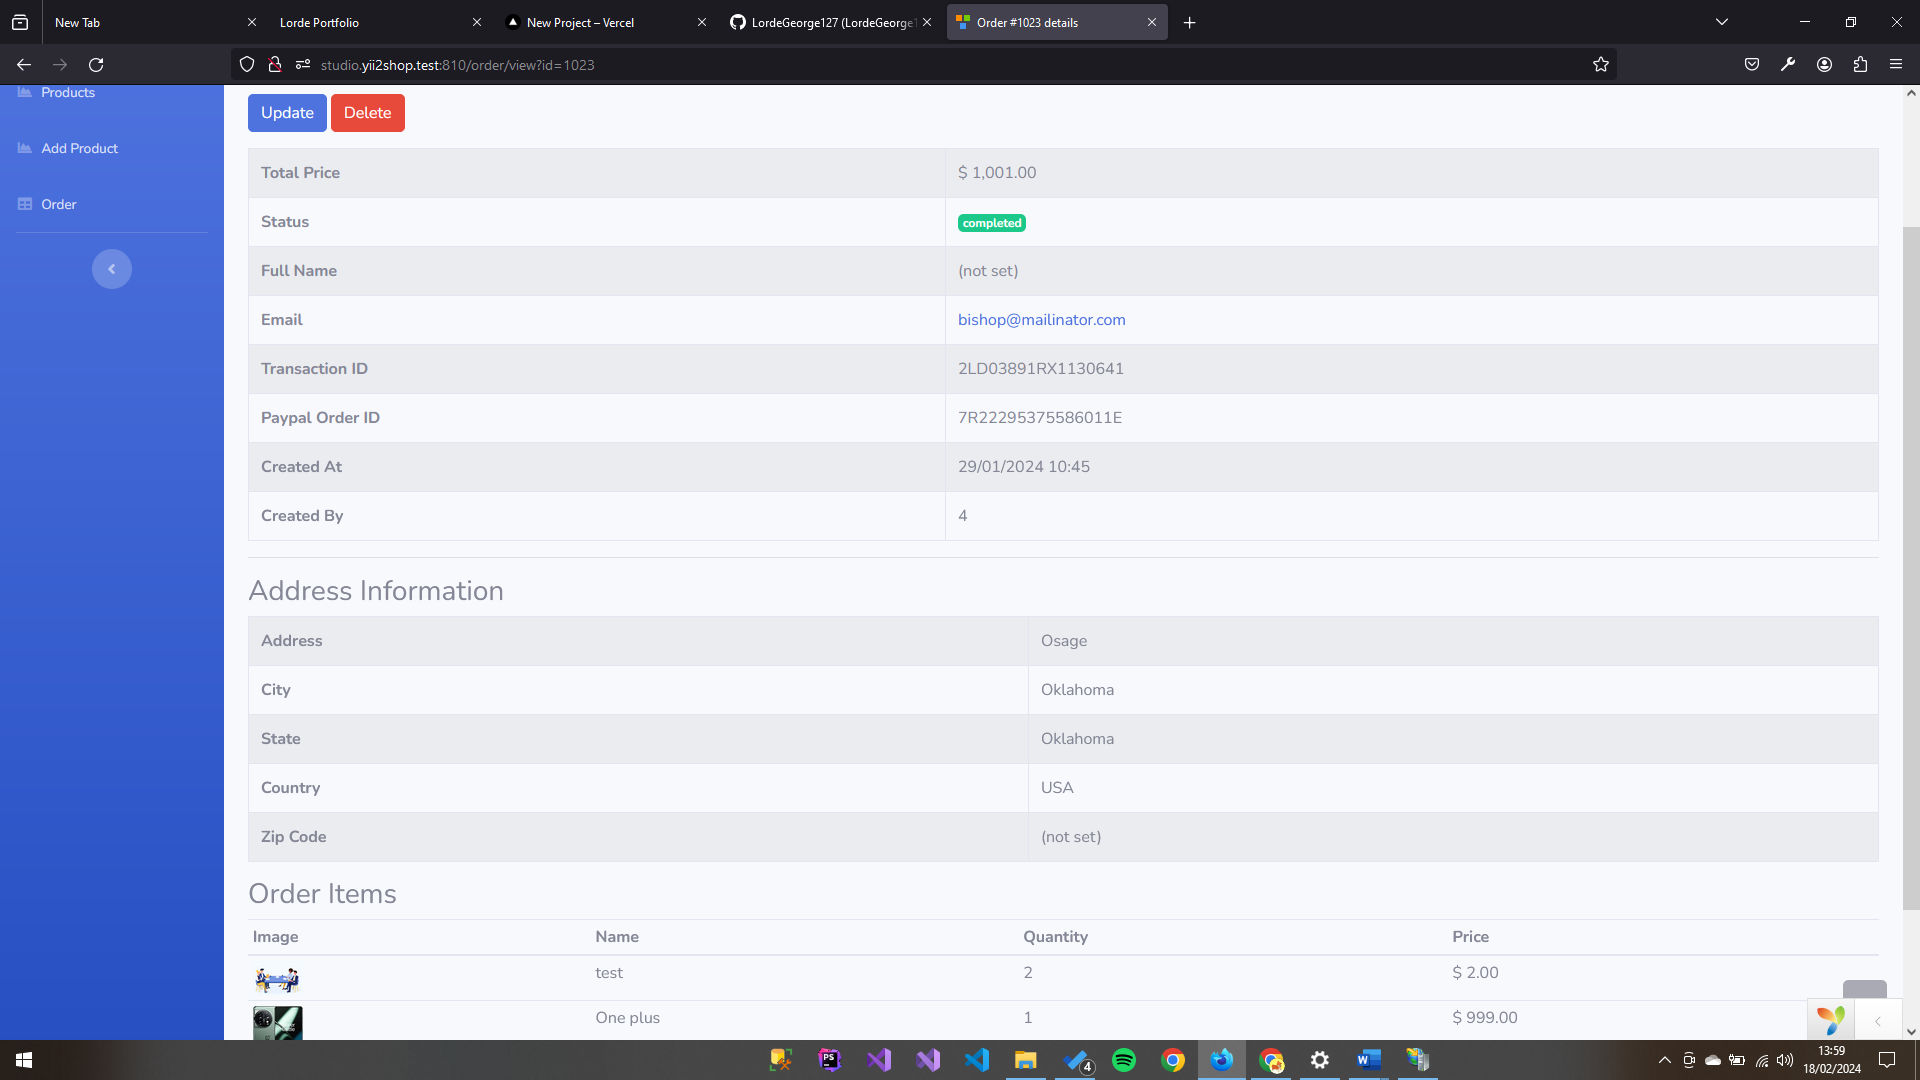 New Tab
Lorde Portfolio
New Project – Vercel
LordeGeorge127 (LordeGeorge1
Order #1023 details
studio.yii2shop.test:810/order/view?id=1023
Products
Add Product
Order
Update Delete
Total Price $ 1,001.00
Status completed
Full Name (not set)
Email bishop@mailinator.com
Transaction ID 2LD03891RX1130641
Paypal Order ID 7R22295375586011E
Created At 29/01/2024 10:45
Created By 4
Address Information
Address Osage
City Oklahoma
State Oklahoma
Country USA
Zip Code (not set)
Order Items
Image Name Quantity Price
test 2 $ 2.00
One plus 1 $ 999.00
PS
4
W
13:59
18/02/2024